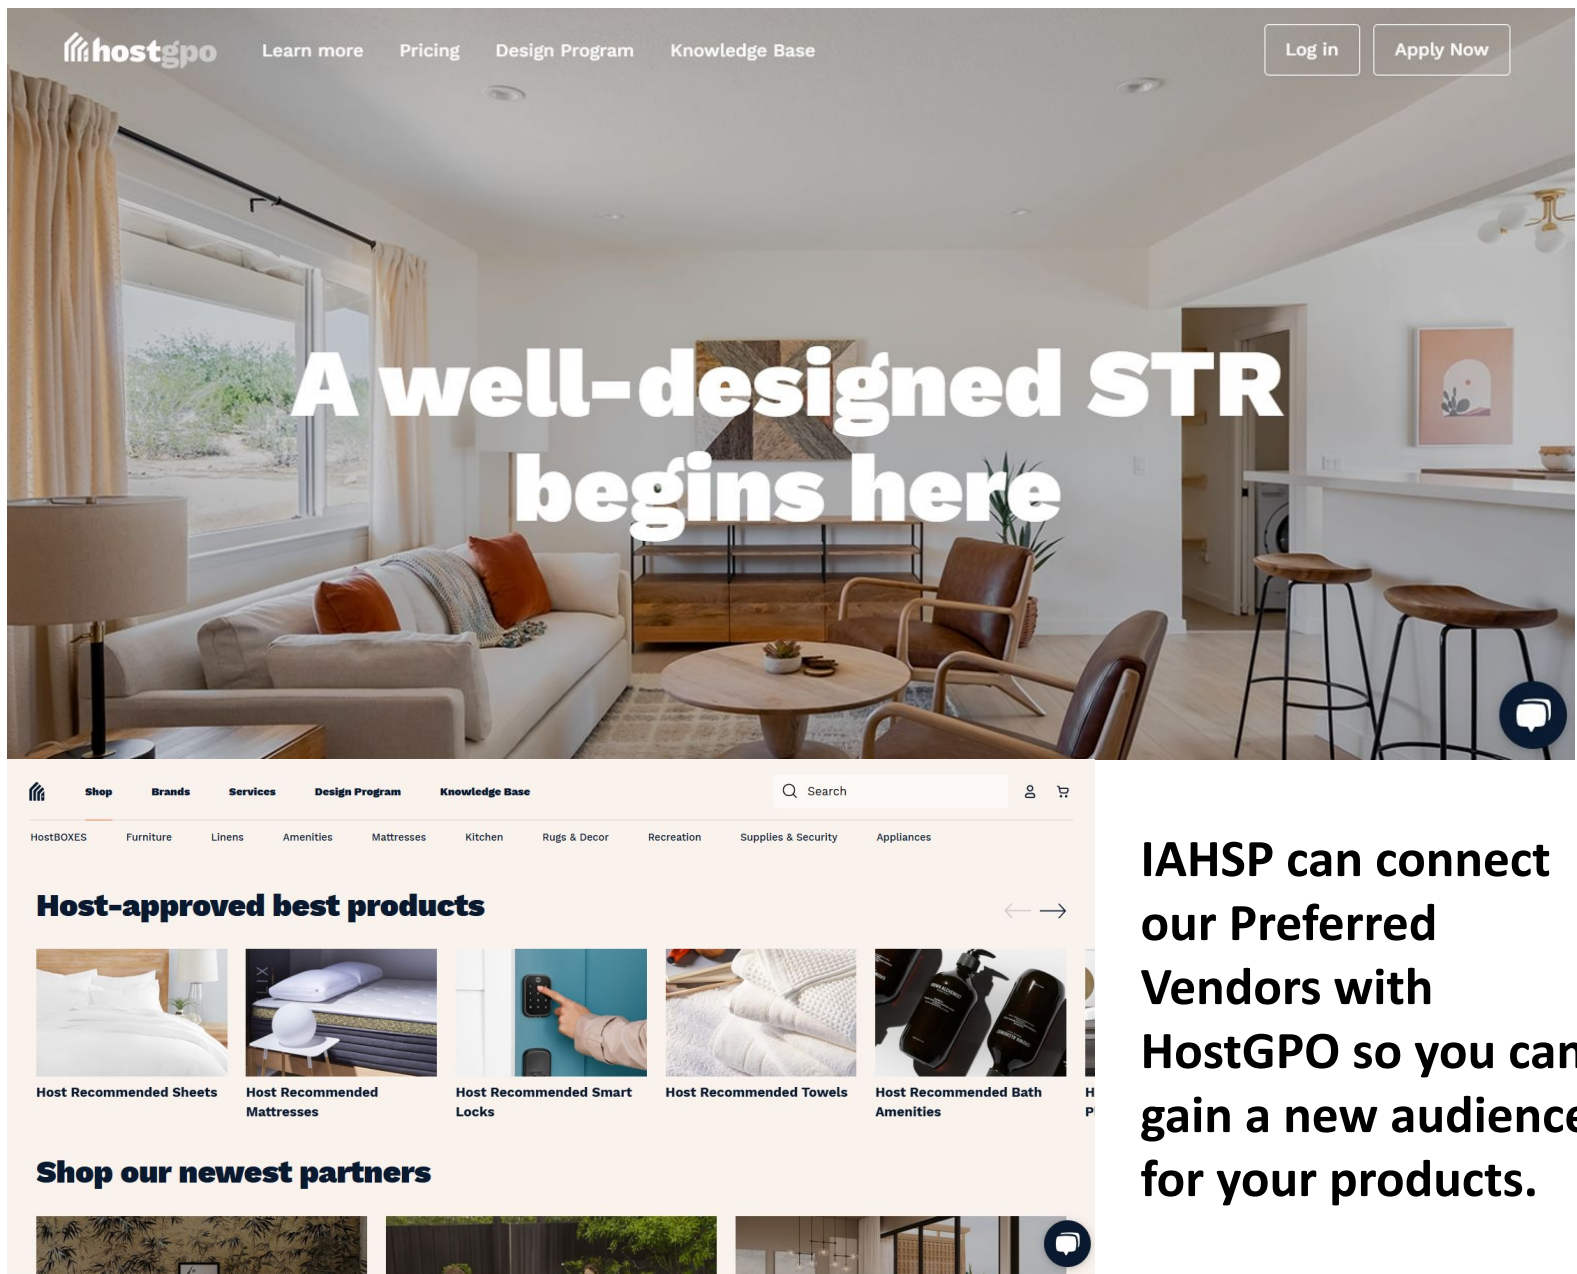 hostgpo Learn more Pricing Design Program Knowledge Base Log in Apply Now
A well-designed STR
begins here
Shop Brands Services Design Program Knowledge Base Search
HostBOXES Furniture Linens Amenities Mattresses Kitchen Rugs & Decor Recreation Supplies & Security Appliances
Host-approved best products
Host Recommended Sheets
Host Recommended
Mattresses
Host Recommended Smart
Locks
Host Recommended Towels
Host Recommended Bath
Amenities
Shop our newest partners
IAHSP can connect
our Preferred
Vendors with
HostGPO so you can
gain a new audience
for your products.